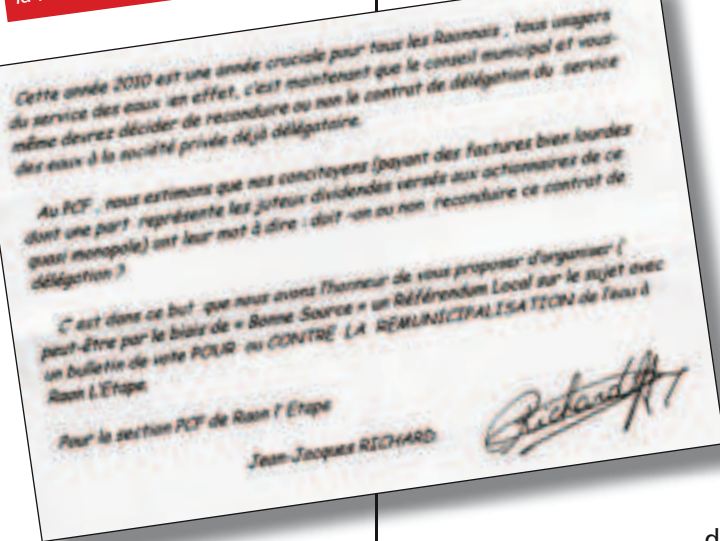 Cette année 2010 est une année cruciale pour tous les Raonnais , tous usagers
du service des eaux en effet, c'est maintenant que le conseil municipal et vous-
même devrez décider de reconduire ou non le contrat de délégation du service
des eaux à la société privée déjà délégataire.
Au PCF , nous estimons que nos concitoyens (payant des factures bien lourdes
dont une part représente les juteux dividendes versés aux actionnaires de ce
quasi monopole) ont leur mot à dire : doit -on ou non reconduire ce contrat de
délégation ?
C'est dans ce but que nous avons l'honneur de vous proposer d'organiser (
peut-être par le biais de « Bonne Source » un Référendum Local sur le sujet avec
un bulletin de vote POUR ou CONTRE LA REMUNICIPALISATION de l'eau à
Raon L'Etape.
Pour la section PCF de Raon l' Etape
Jean-Jacques RICHARD
Richard